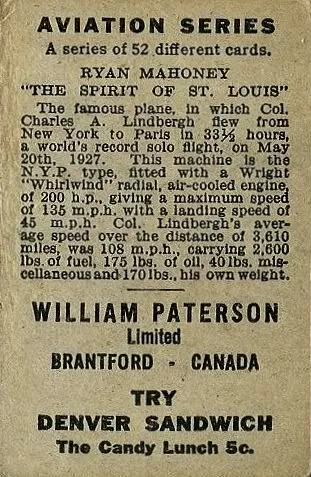 AVIATION SERIES
A series of 52 different cards.
RYAN MAHONEY
"THE SPIRIT OF ST. LOUIS"
The famous plane, in which Col.
Charles A. Lindbergh flew from
New York to Paris in 33½ hours,
a world's record solo flight, on May
20th, 1927. This machine is the
N.Y.P. type, fitted with a Wright
"Whirlwind" radial, air-cooled engine,
of 200 h.p., giving a maximum speed
of 135 m.p.h. with a landing speed of
45 m.p.h. Col. Lindbergh's aver-
age speed over the distance of 3,610
miles, was 108 m.p.h., carrying 2,600
lbs. of fuel, 175 lbs. of oil, 40 lbs. mis-
cellaneous and 170 lbs., his own weight.
WILLIAM PATERSON
Limited
BRANTFORD - CANADA
TRY
DENVER SANDWICH
The Candy Lunch 5c.